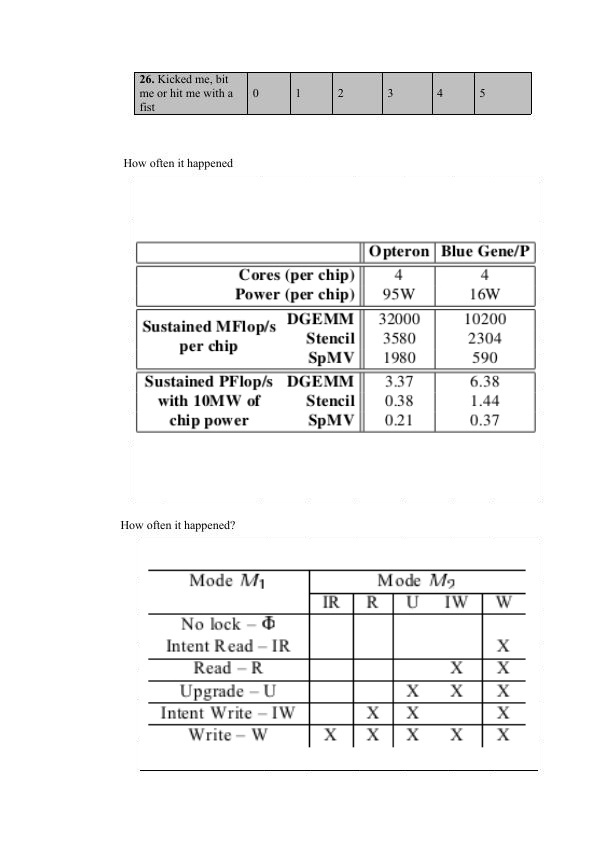 26. Kicked me, bit
me or hit me with a 0 1 2 3 4 5
fist
How often it happened
Opteron Blue Gene/P
Cores (per chip) 4 4
Power (per chip) 95W 16W
Sustained MFlop/s per chip DGEMM 32000 10200
Stencil 3580 2304
SpMV 1980 590
Sustained PFlop/s DGEMM 3.37 6.38
with 10MW of Stencil 0.38 1.44
chip power SpMV 0.21 0.37
How often it happened?
Mode M1 Mode M2
IR R U IW W
No lock – Φ
Intent Read – IR X
Read – R X X
Upgrade – U X X X
Intent Write – IW X X X
Write – W X X X X X